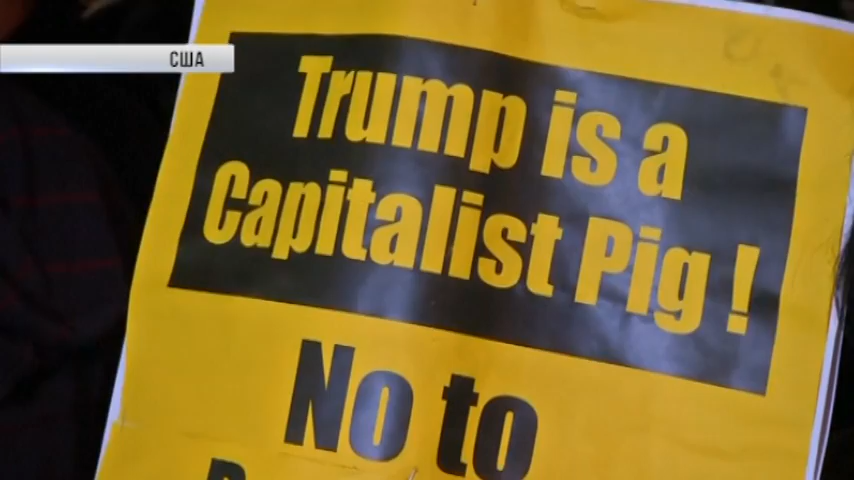 США
Trump is a
Capitalist Pig !
No to